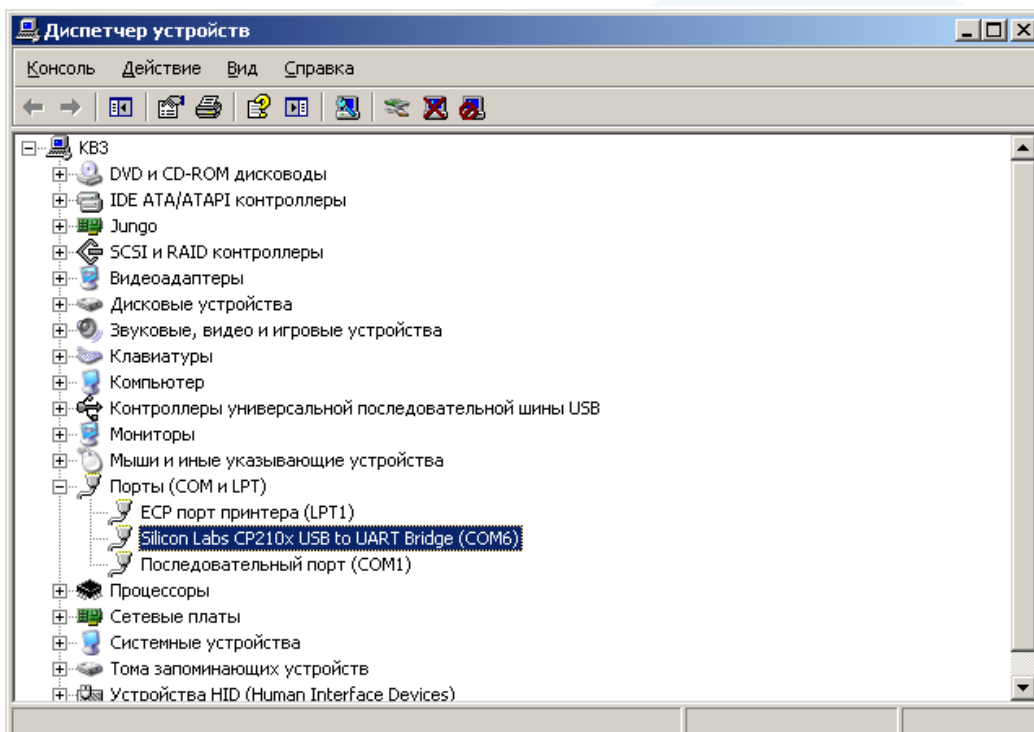 Диспетчер устройств
Консоль Действие Вид Справка
КВ3
DVD и CD-ROM дисководы
IDE ATA/ATAPI контроллеры
Jungo
SCSI и RAID контроллеры
Видеоадаптеры
Дисковые устройства
Звуковые, видео и игровые устройства
Клавиатуры
Компьютер
Контроллеры универсальной последовательной шины USB
Мониторы
Мыши и иные указывающие устройства
Порты (COM и LPT)
ECP порт принтера (LPT1)
Silicon Labs CP210x USB to UART Bridge (COM6)
Последовательный порт (COM1)
Процессоры
Сетевые платы
Системные устройства
Тома запоминающих устройств
Устройства HID (Human Interface Devices)